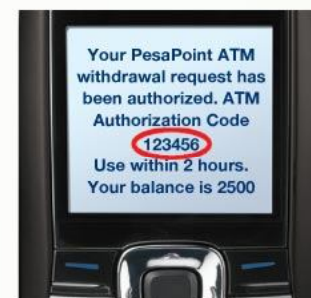 Your PesaPoint ATM
withdrawal request has
been authorized. ATM
Authorization Code
123456
Use within 2 hours.
Your balance is 2500